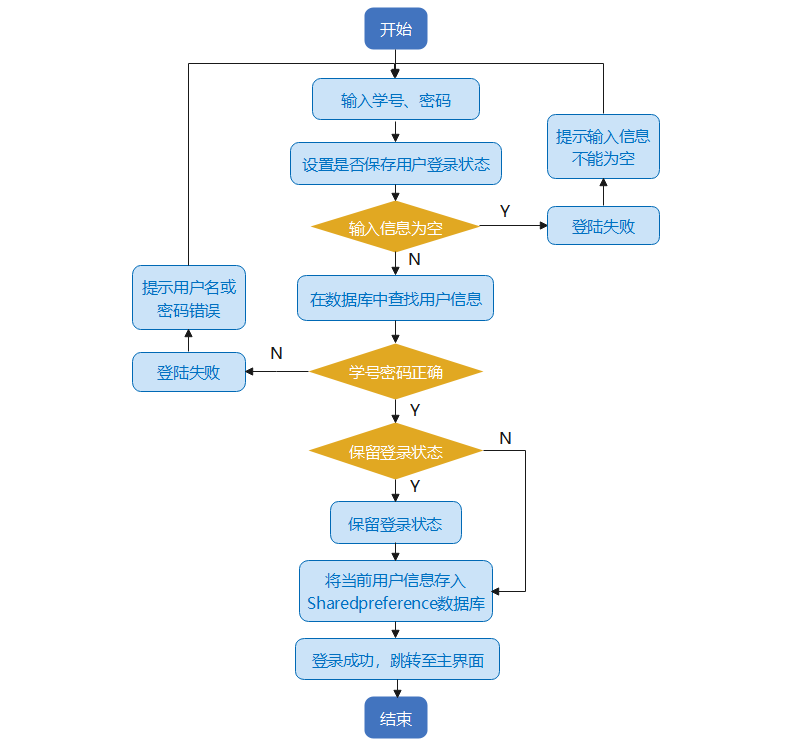 开始
输入学号、密码
提示输入信息
不能为空
设置是否保存用户登录状态
Y
输入信息为空
登陆失败
N
提示用户名或
密码错误
在数据库中查找用户信息
N
登陆失败
学号密码正确
Y
N
保留登录状态
Y
保留登录状态
将当前用户信息存入
Sharedpreference数据库
登录成功，跳转至主界面
结束